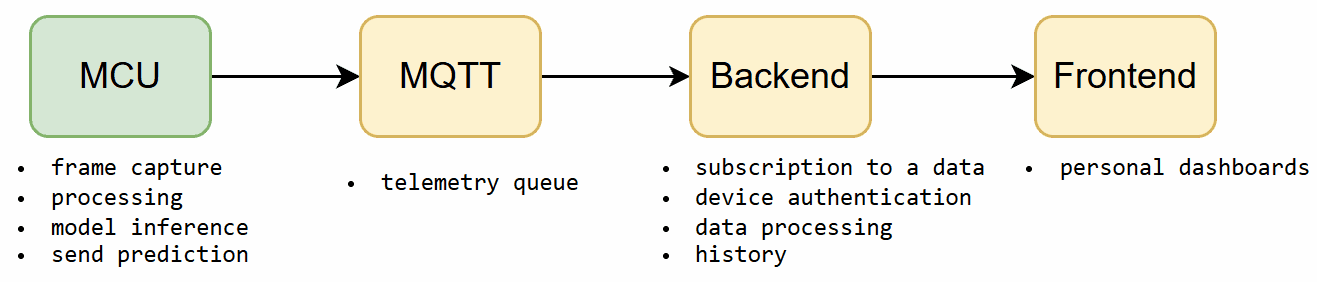 MCU
MQTT
Backend
Frontend
• frame capture
• processing
• model inference
• send prediction
• telemetry queue
• subscription to a data
• device authentication
• data processing
• history
• personal dashboards